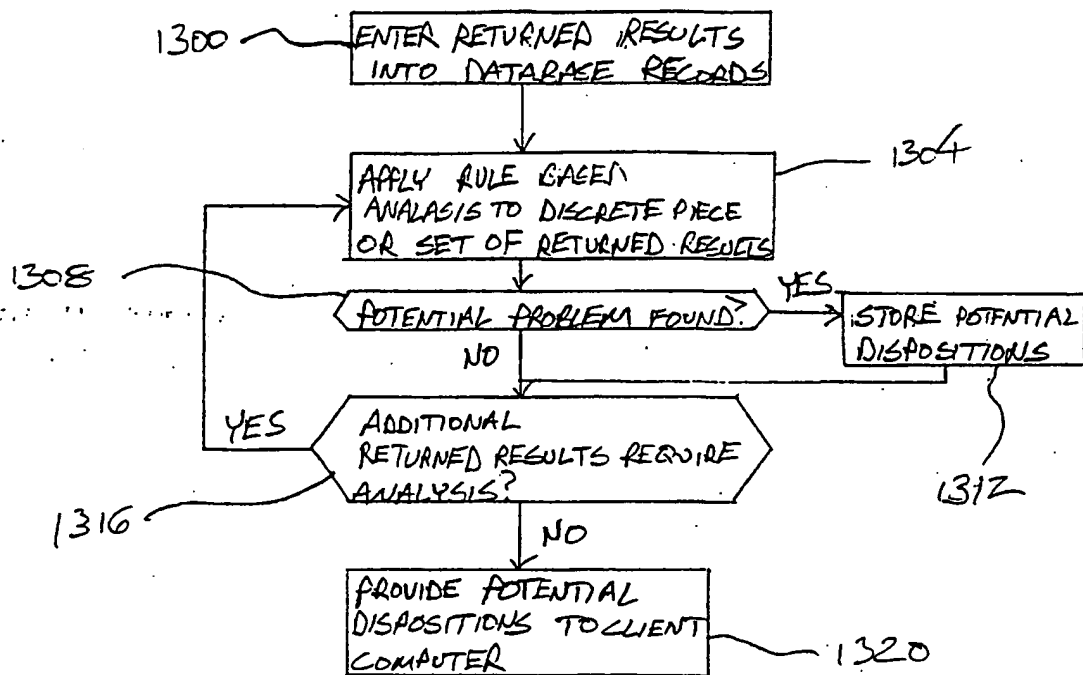 1300
ENTER RETURNED RESULTS
INTO DATABASE RECORDS
1304
APPLY RULE BASED
ANALASIS TO DISCRETE PIECE
OR SET OF RETURNED RESULTS
1308
POTENTIAL PROBLEM FOUND?
YES
STORE POTENTIAL
DISPOSITIONS
NO
1312
YES
ADDITIONAL
RETURNED RESULTS REQUIRE
ANALYSIS?
1316
NO
PROVIDE POTENTIAL
DISPOSITIONS TO CLIENT
COMPUTER
1320